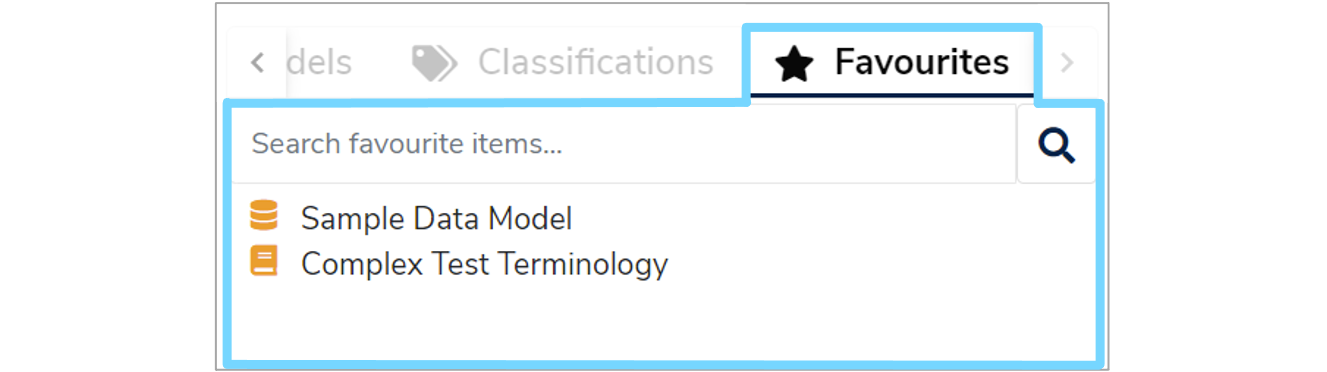 dels Classifications Favourites
Search favourite items...
Sample Data Model
Complex Test Terminology